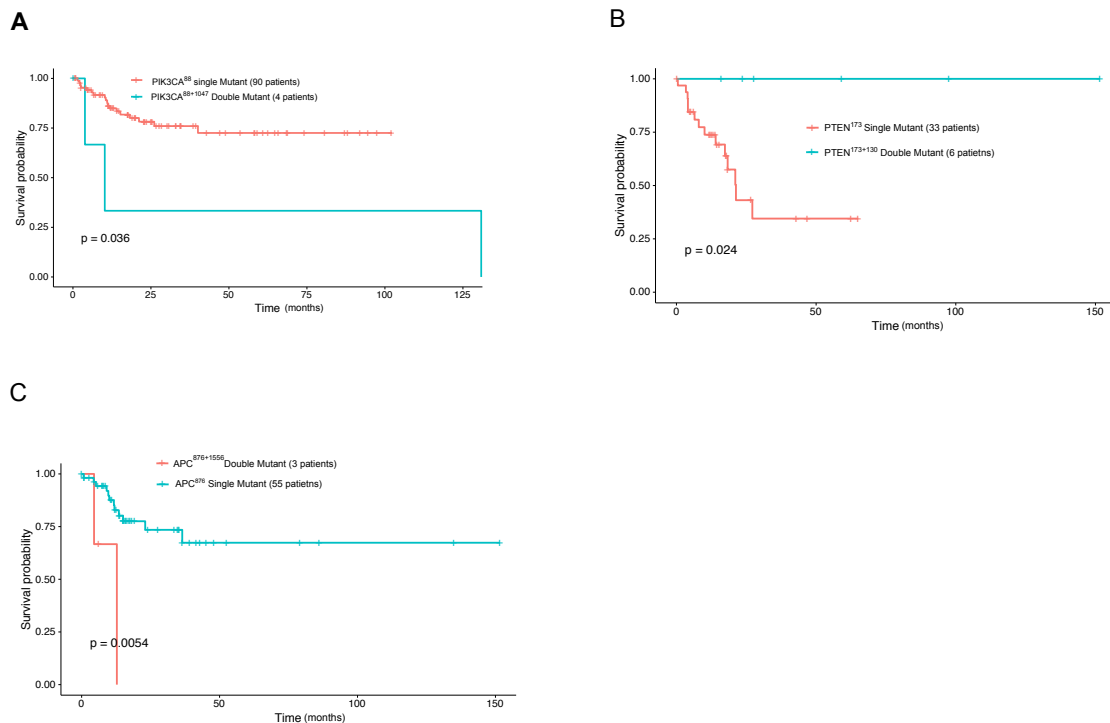 A
1.00
0.75
0.50
0.25
0.00
Survival probability
PIK3CA⁸⁸ single Mutant (90 patients)
PIK3CA⁸⁸⁺¹⁰⁴⁷ Double Mutant (4 patients)
p = 0.036
0 25 50 75 100 125
Time (months)
B
1.00
0.75
0.50
0.25
0.00
Survival probability
PTEN¹⁷³ Single Mutant (33 patients)
PTEN¹⁷³⁺¹³⁰ Double Mutant (6 patietns)
p = 0.024
0 50 100 150
Time (months)
C
1.00
0.75
0.50
0.25
0.00
Survival probability
APC⁸⁷⁶⁺¹⁵⁵⁶ Double Mutant (3 patients)
APC⁸⁷⁶ Single Mutant (55 patietns)
p = 0.0054
0 50 100 150
Time (months)